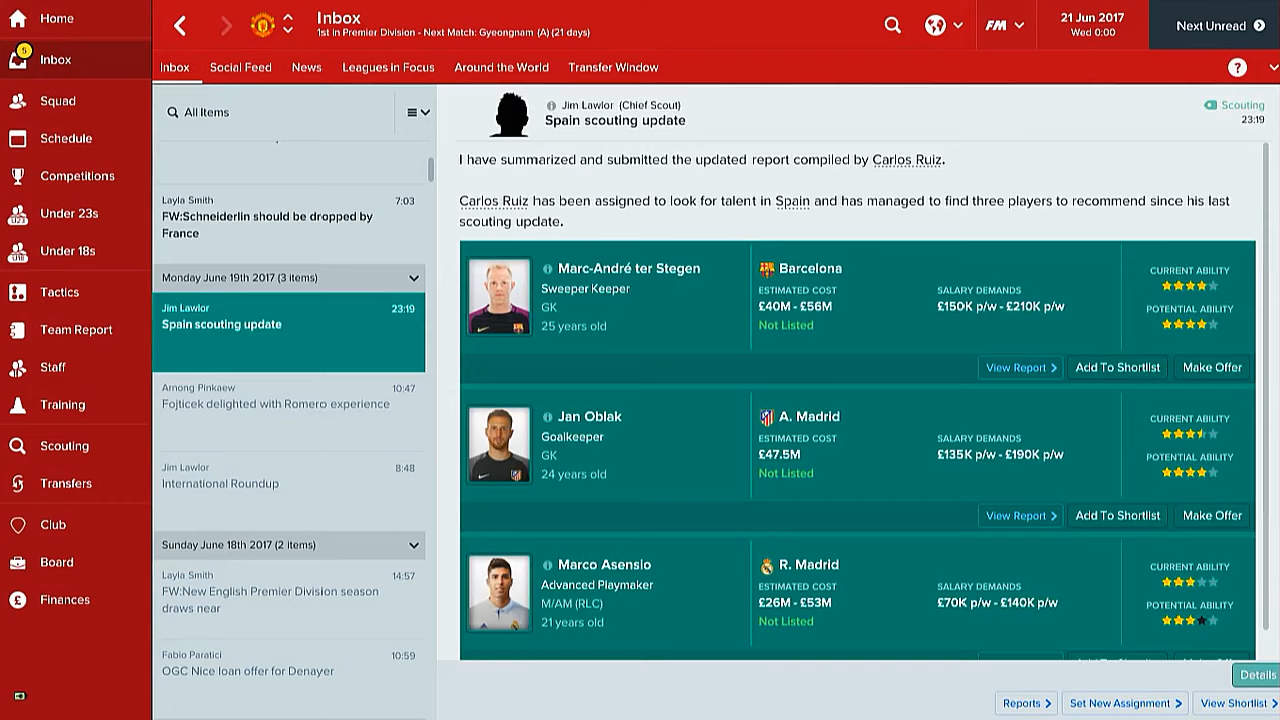 Home
5
Inbox
Squad
Schedule
Competitions
Under 23s
Under 18s
Tactics
Team Report
Staff
Training
Scouting
Transfers
Club
Board
Finances
Inbox
1st in Premier Division - Next Match: Gyeongnam (A) (21 days)
FM
21 Jun 2017
Wed 0:00
Next Unread
Inbox
Social Feed
News
Leagues in Focus
Around the World
Transfer Window
?
All Items
Layla Smith 7:03
FW:Schneiderlin should be dropped by
France
Monday June 19th 2017 (3 items)
Jim Lawlor 23:19
Spain scouting update
Arnong Pinkaew 10:47
Fojticek delighted with Romero experience
Jim Lawlor 8:48
International Roundup
Sunday June 18th 2017 (2 items)
Layla Smith 14:57
FW:New English Premier Division season
draws near
Fabio Paratici 10:59
OGC Nice loan offer for Denayer
Jim Lawlor (Chief Scout)
Spain scouting update
Scouting
23:19
I have summarized and submitted the updated report compiled by Carlos Ruiz.
Carlos Ruiz has been assigned to look for talent in Spain and has managed to find three players to recommend since his last
scouting update.
Marc-André ter Stegen
Sweeper Keeper
GK
25 years old
Barcelona
ESTIMATED COST
£40M - £56M
Not Listed
SALARY DEMANDS
£150K p/w - £210K p/w
CURRENT ABILITY
POTENTIAL ABILITY
View Report
Add To Shortlist
Make Offer
Jan Oblak
Goalkeeper
GK
24 years old
A. Madrid
ESTIMATED COST
£47.5M
Not Listed
SALARY DEMANDS
£135K p/w - £190K p/w
CURRENT ABILITY
POTENTIAL ABILITY
View Report
Add To Shortlist
Make Offer
Marco Asensio
Advanced Playmaker
M/AM (RLC)
21 years old
R. Madrid
ESTIMATED COST
£26M - £53M
Not Listed
SALARY DEMANDS
£70K p/w - £140K p/w
CURRENT ABILITY
POTENTIAL ABILITY
Details
Reports
Set New Assignment
View Shortlist